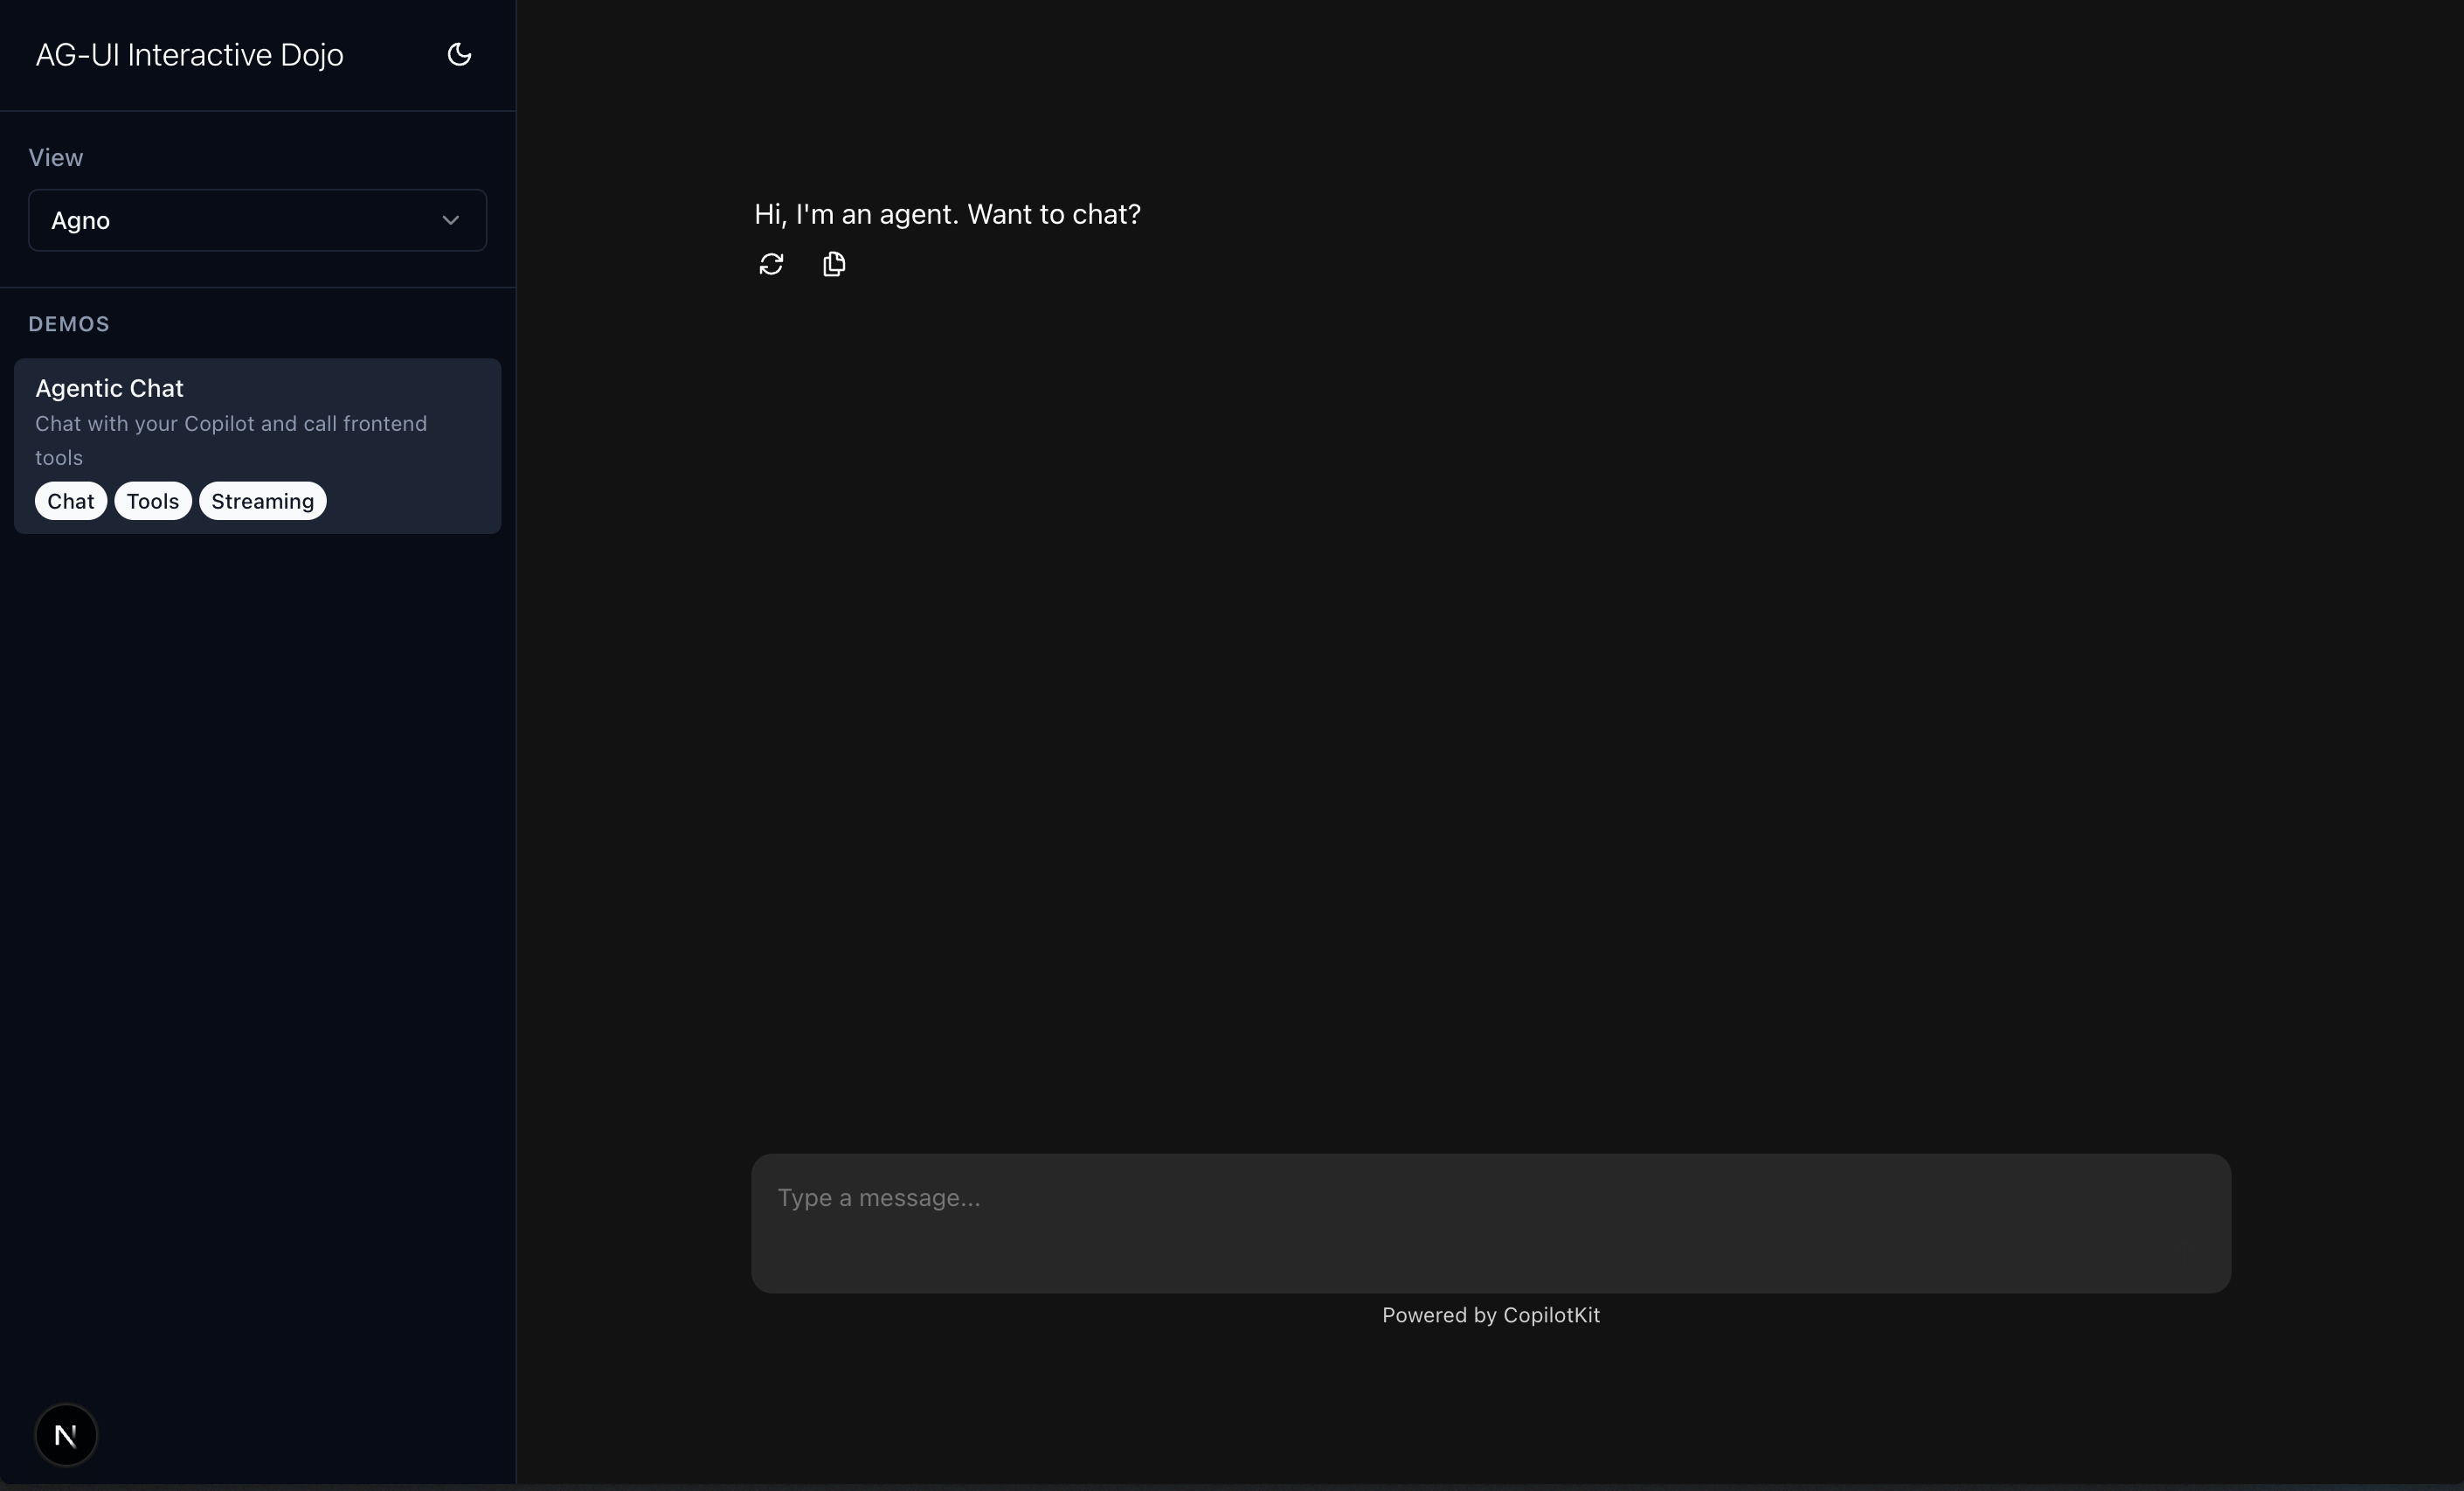 AG-UI Interactive Dojo
View
Agno
DEMOS
Agentic Chat
Chat with your Copilot and call frontend
tools
Chat Tools Streaming
N
Hi, I'm an agent. Want to chat?
Type a message...
Powered by CopilotKit